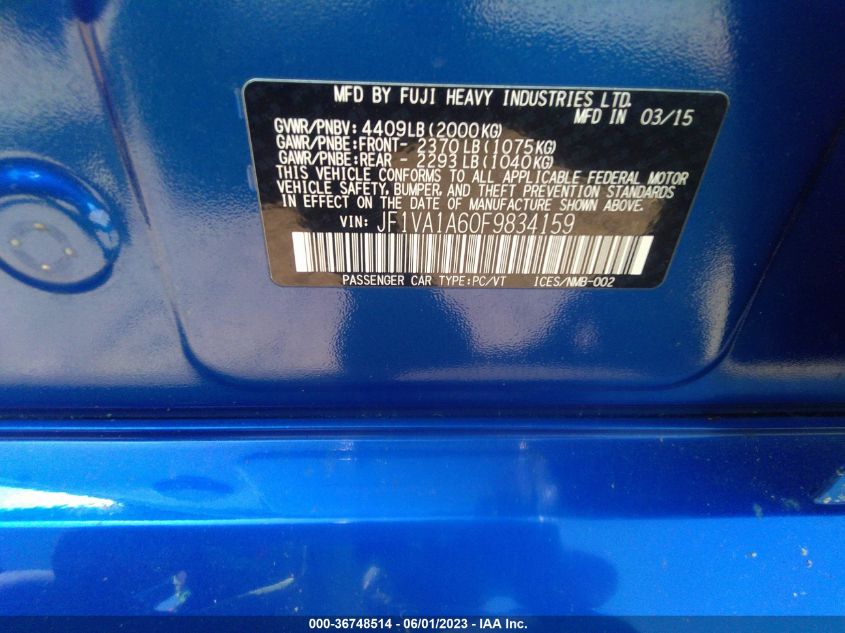 MFD BY FUJI HEAVY INDUSTRIES LTD.
MFD IN 03/15
GVWR/PNBV: 4409LB(2000KG)
GAWR/PNBE:FRONT- 2370LB(1075KG)
GAWR/PNBE:REAR - 2293LB(1040KG)
THIS VEHICLE CONFORMS TO ALL APPLICABLE FEDERAL MOTOR
VEHICLE SAFETY, BUMPER, AND THEFT PREVENTION STANDARDS
IN EFFECT ON THE DATE OF MANUFACTURE SHOWN ABOVE.
VIN: JF1VA1A60F9834159
PASSENGER CAR TYPE:PC/VT ICES/NMB-002
000-36748514 - 06/01/2023 - IAA Inc.